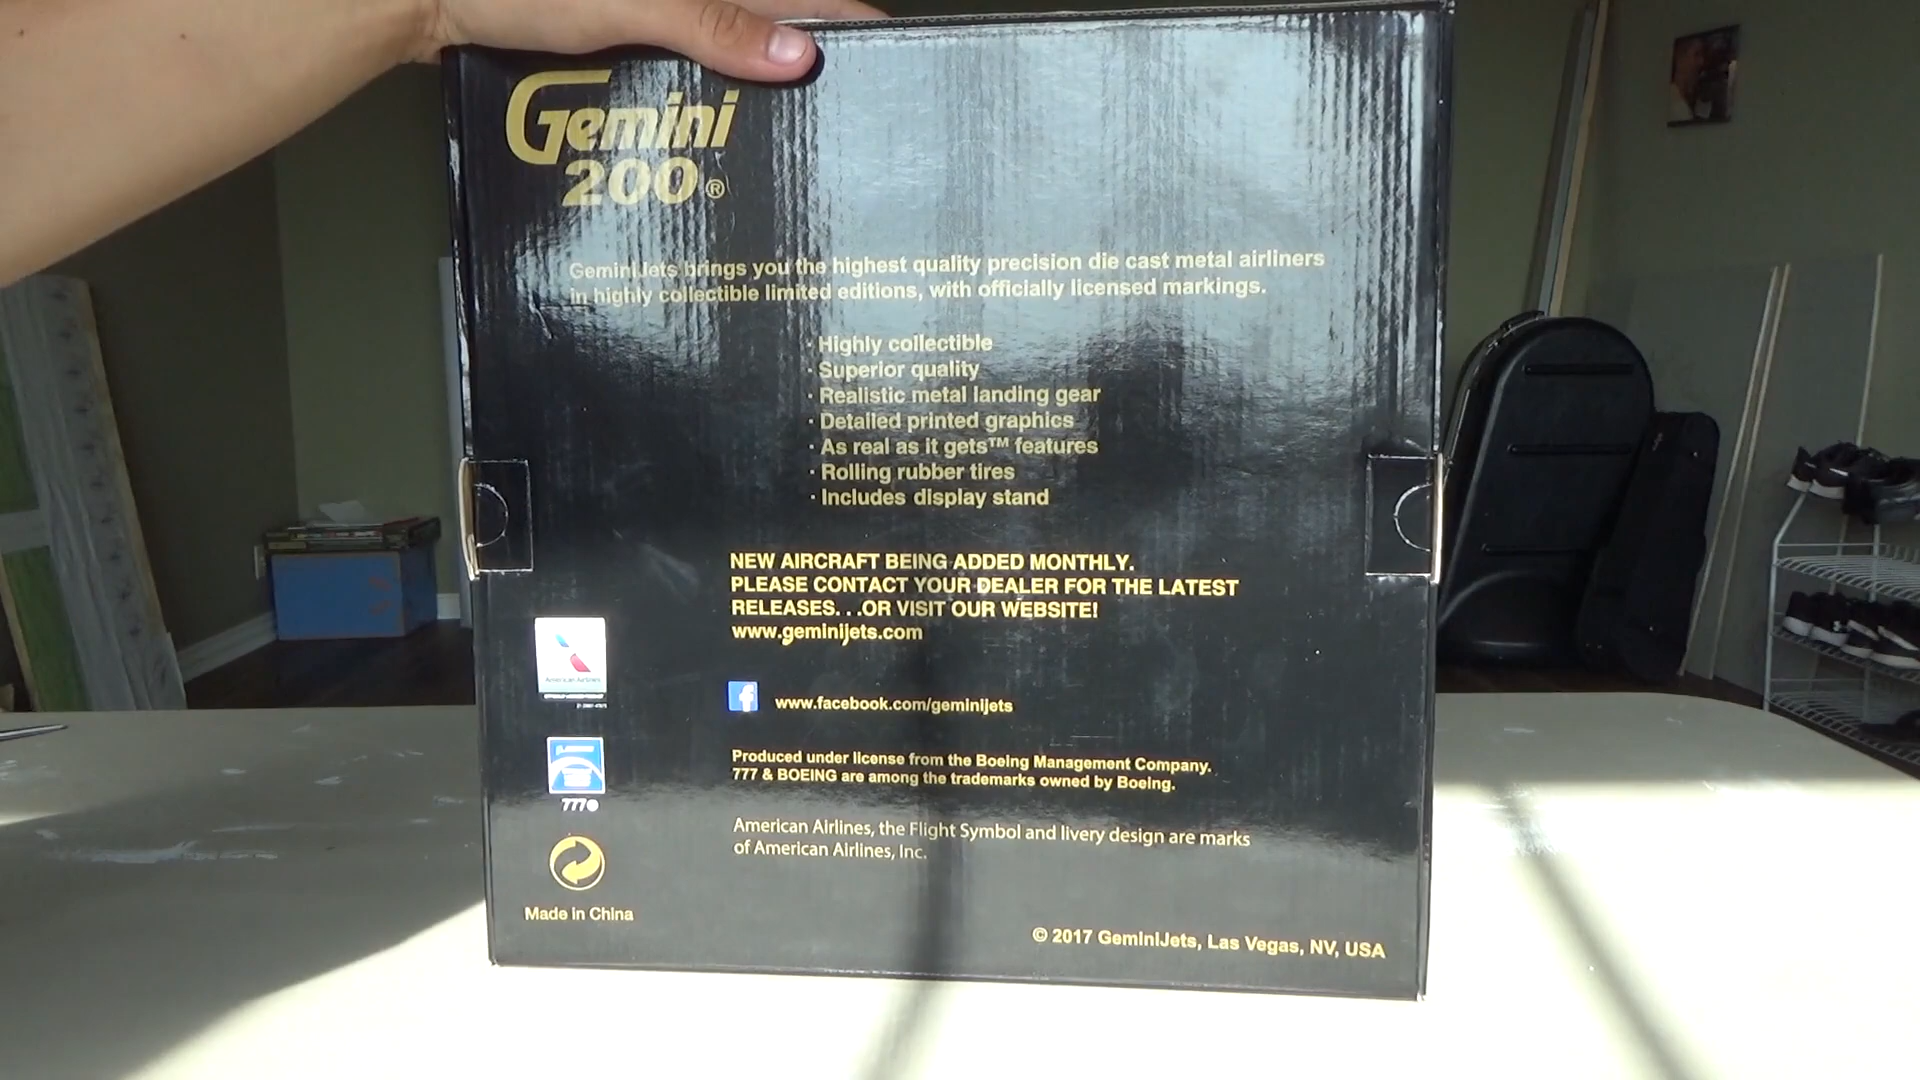 Gemini
200®
GeminiJets brings you the highest quality precision die cast metal airliners
in highly collectible limited editions, with officially licensed markings.
· Highly collectible
· Superior quality
· Realistic metal landing gear
· Detailed printed graphics
· As real as it gets™ features
· Rolling rubber tires
· Includes display stand
NEW AIRCRAFT BEING ADDED MONTHLY.
PLEASE CONTACT YOUR DEALER FOR THE LATEST
RELEASES. . .OR VISIT OUR WEBSITE!
www.geminijets.com
American Airlines
f www.facebook.com/geminijets
777
Produced under license from the Boeing Management Company.
777 & BOEING are among the trademarks owned by Boeing.
American Airlines, the Flight Symbol and livery design are marks
of American Airlines, Inc.
Made in China
© 2017 GeminiJets, Las Vegas, NV, USA